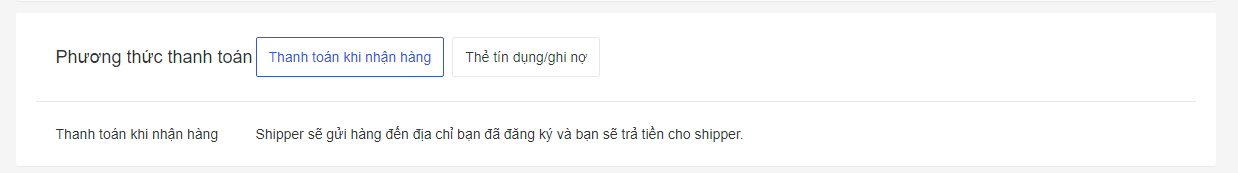 Phương thức thanh toán Thanh toán khi nhận hàng Thẻ tín dụng/ghi nợ
Thanh toán khi nhận hàng Shipper sẽ gửi hàng đến địa chỉ bạn đã đăng ký và bạn sẽ trả tiền cho shipper.